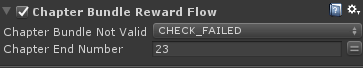 Chapter Bundle Reward Flow
Chapter Bundle Not Valid CHECK_FAILED
Chapter End Number 23